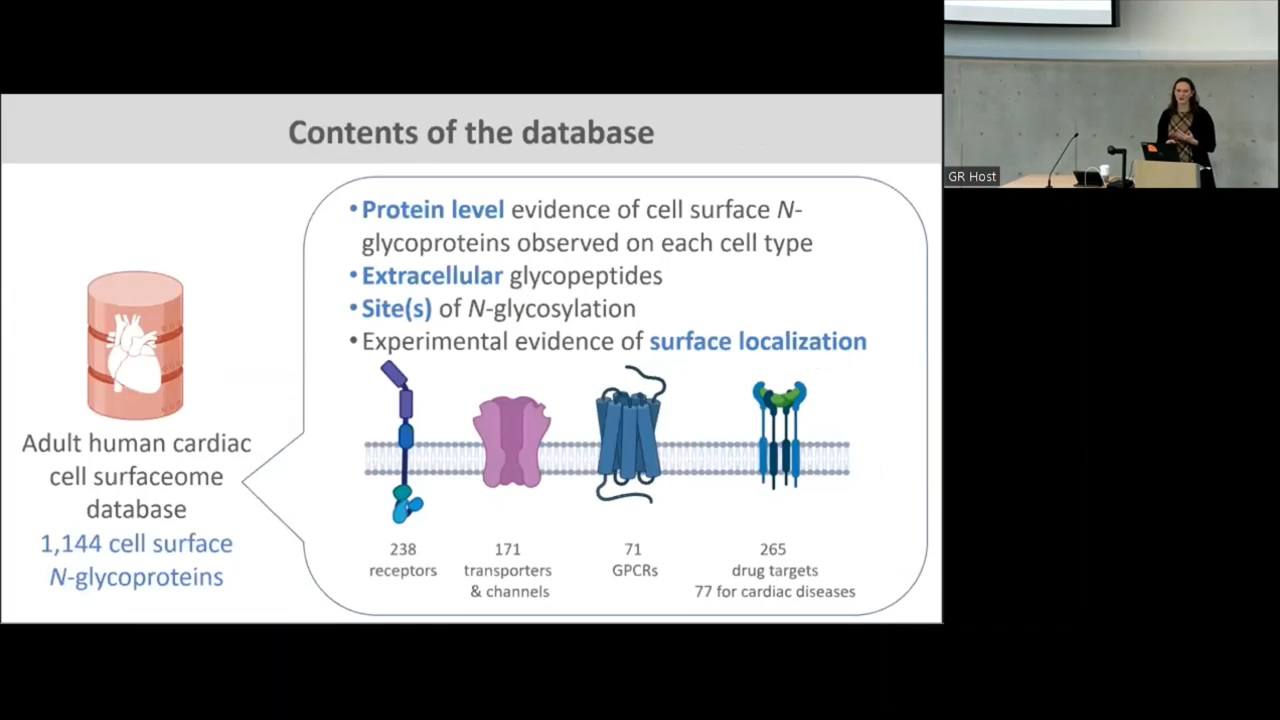 Contents of the database
• Protein level evidence of cell surface N-
glycoproteins observed on each cell type
• Extracellular glycopeptides
• Site(s) of N-glycosylation
• Experimental evidence of surface localization
Adult human cardiac
cell surfaceome
database
1,144 cell surface
N-glycoproteins
238
receptors
171
transporters
& channels
71
GPCRs
265
drug targets
77 for cardiac diseases
GR Host